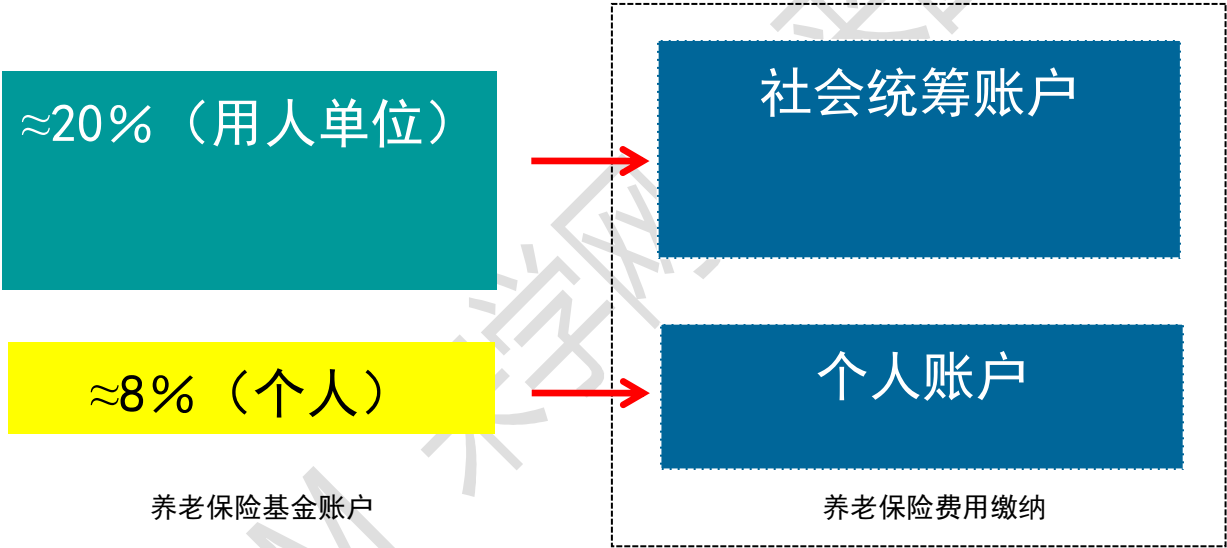 ≈20%（用人单位）
社会统筹账户
≈8%（个人）
个人账户
养老保险基金账户
养老保险费用缴纳